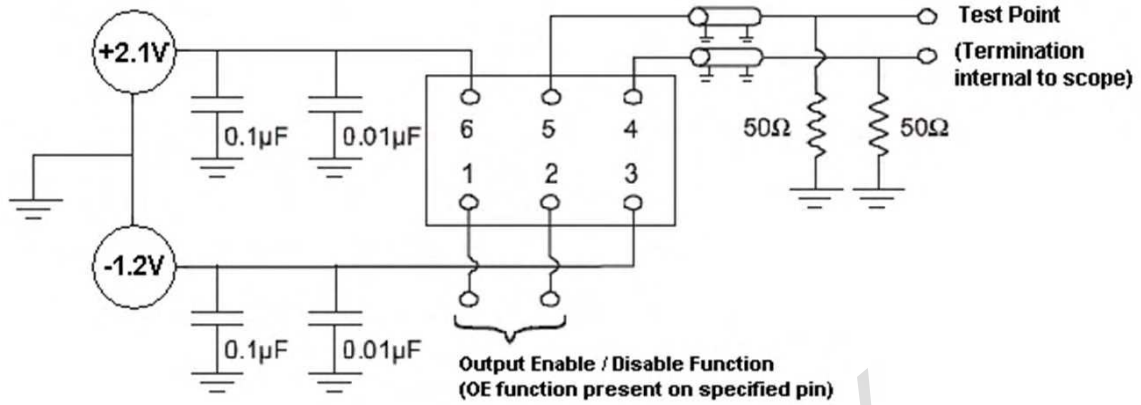 +2.1V
0.1µF
0.01µF
6
5
4
1
2
3
Test Point
(Termination
internal to scope)
50Ω
50Ω
-1.2V
0.1µF
0.01µF
Output Enable / Disable Function
(OE function present on specified pin)